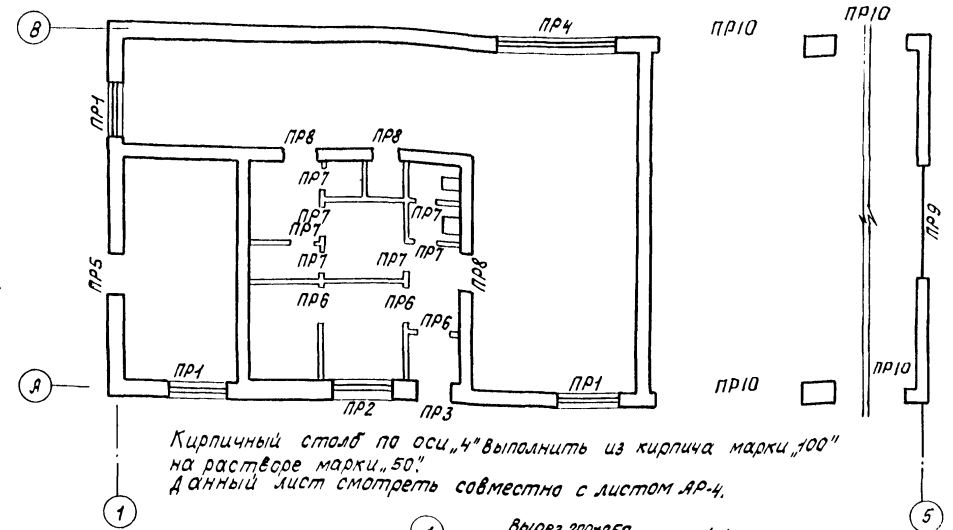 ПР10
В
ПР4
ПР10
ПР1
ПР8
ПР8
ПР7
ПР7
ПР7
ПР7
ПР7
ПР9
ПР7
ПР7
ПР8
ПР5
ПР6
ПР6
ПР6
ПР1
ПР1
ПР10
ПР10
А
ПР2
ПР3
Кирпичный столб по оси „4" выполнить из кирпича марки „100"
на растворе марки „50".
Данный лист смотреть совместно с листом АР-4.
1
5